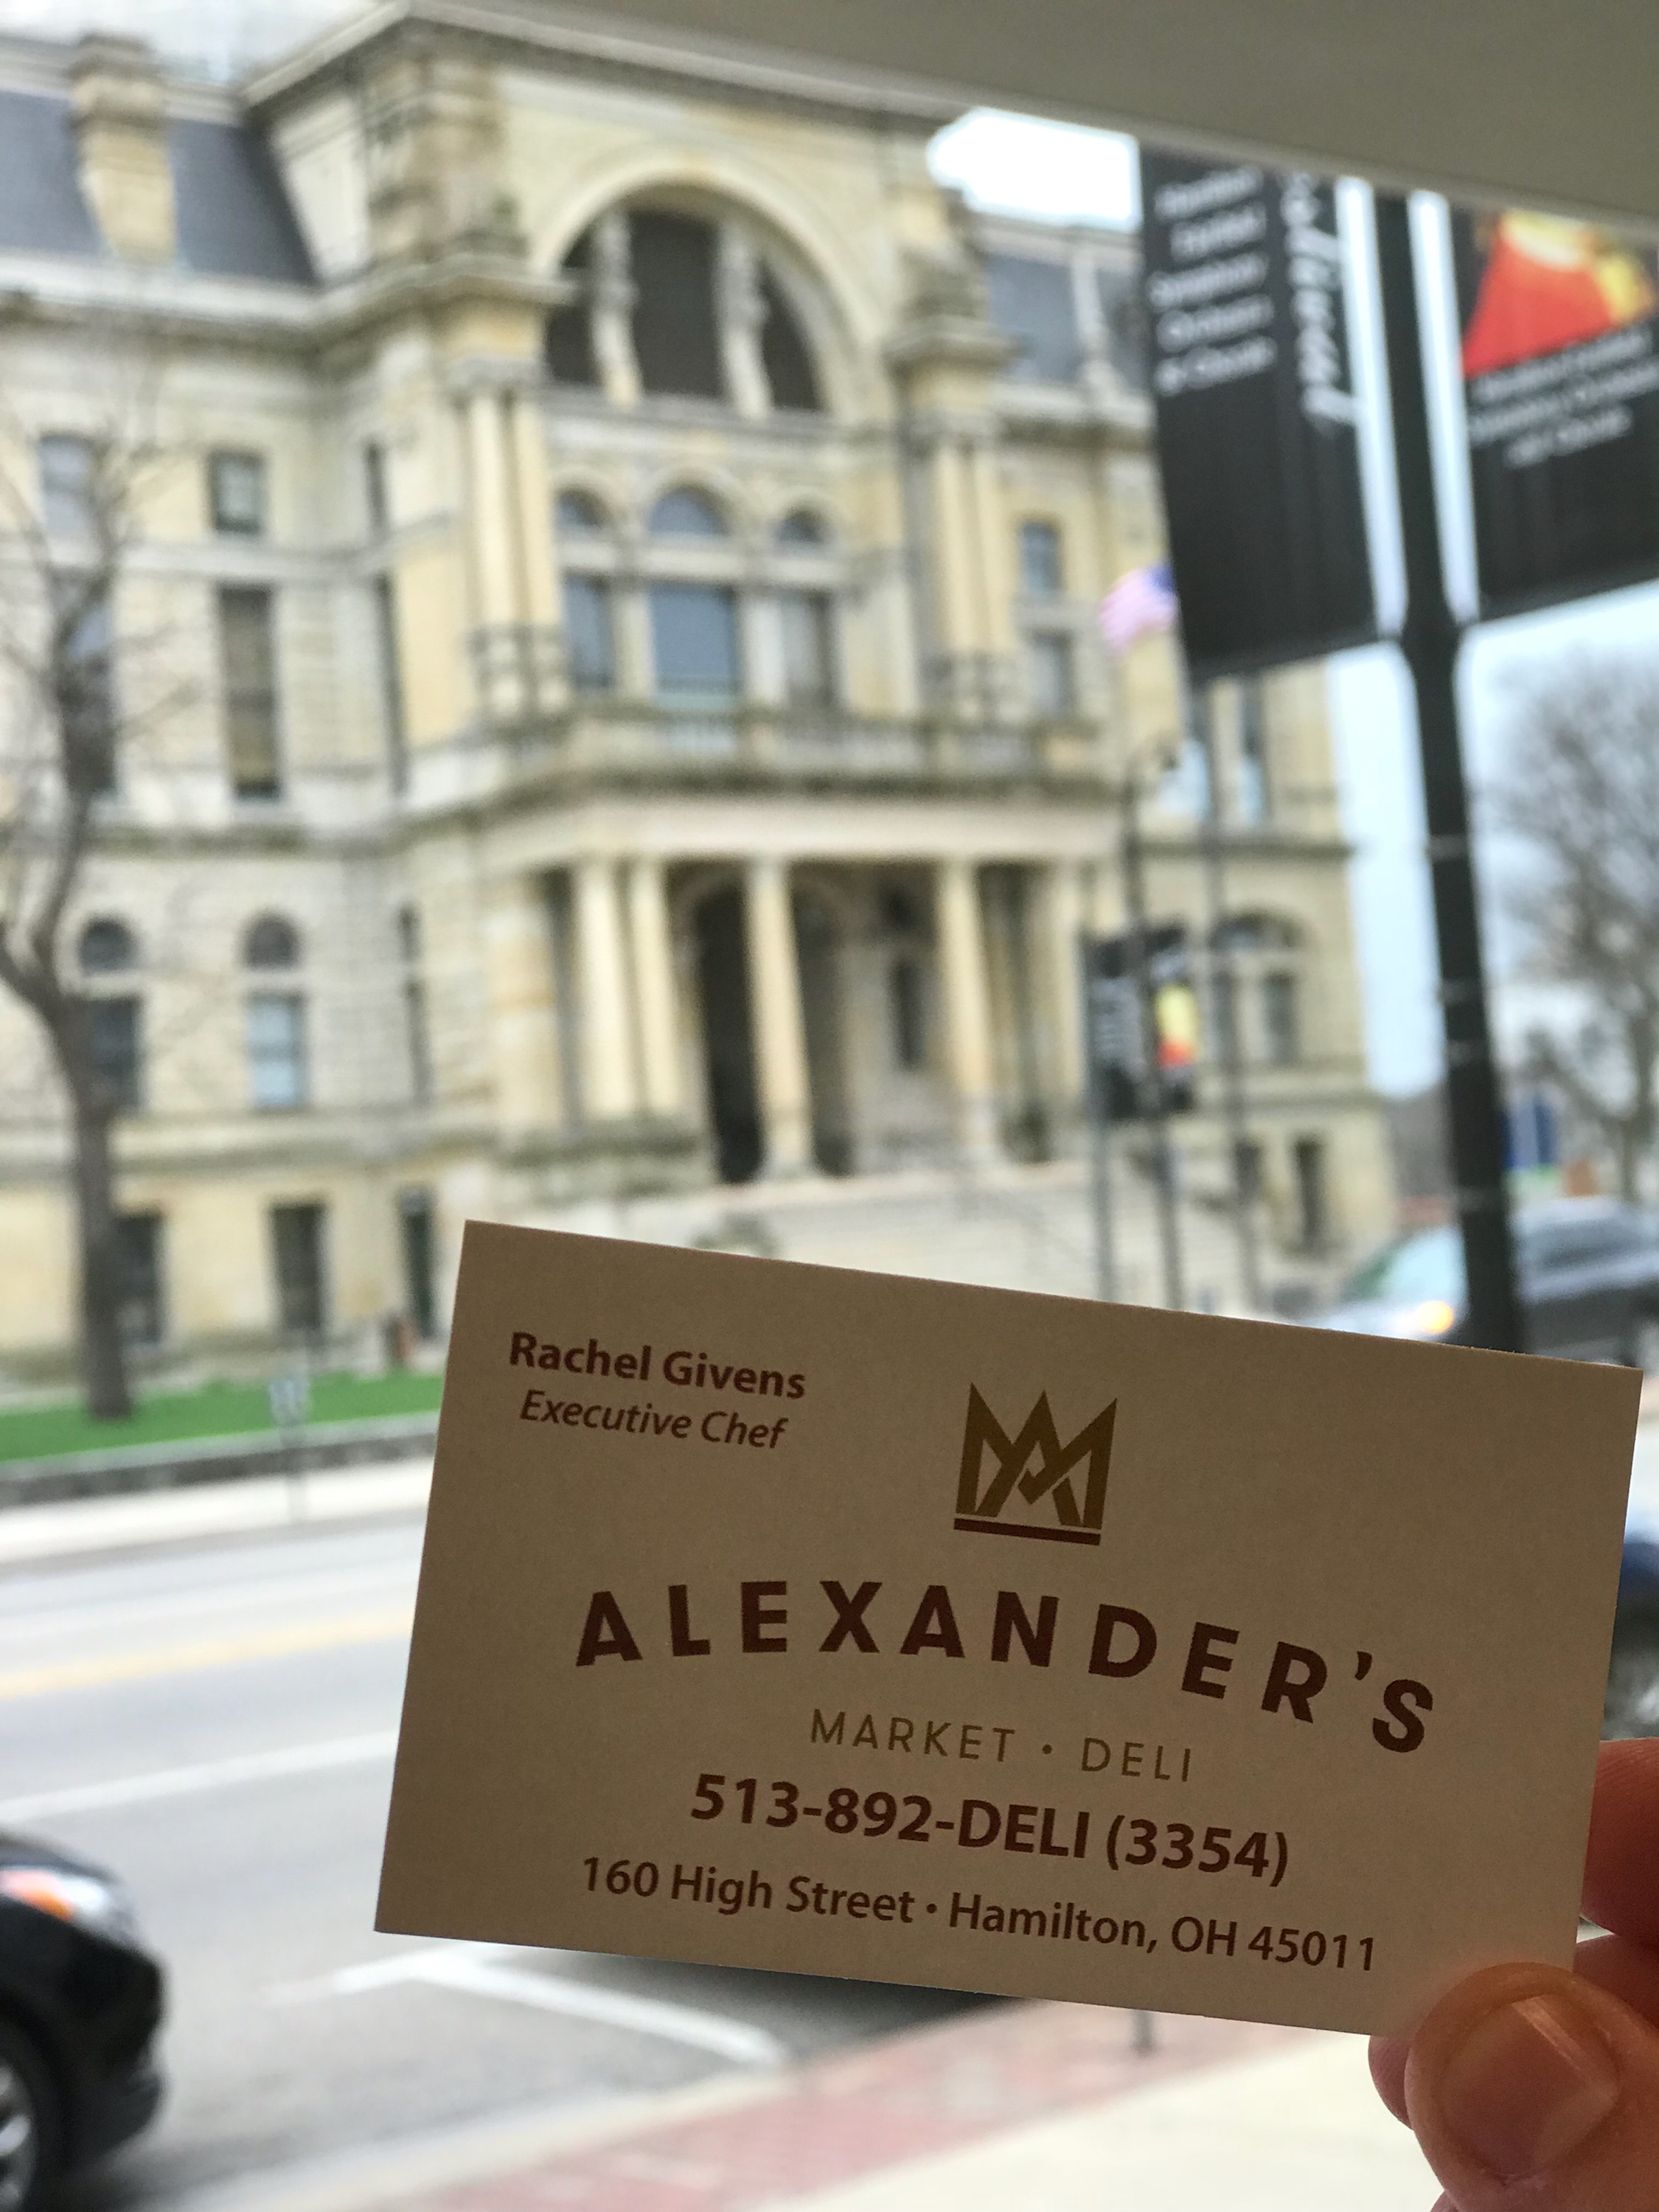 Rachel Givens
Executive Chef
ALEXANDER'S
MARKET • DELI
513-892-DELI (3354)
160 High Street • Hamilton, OH 45011